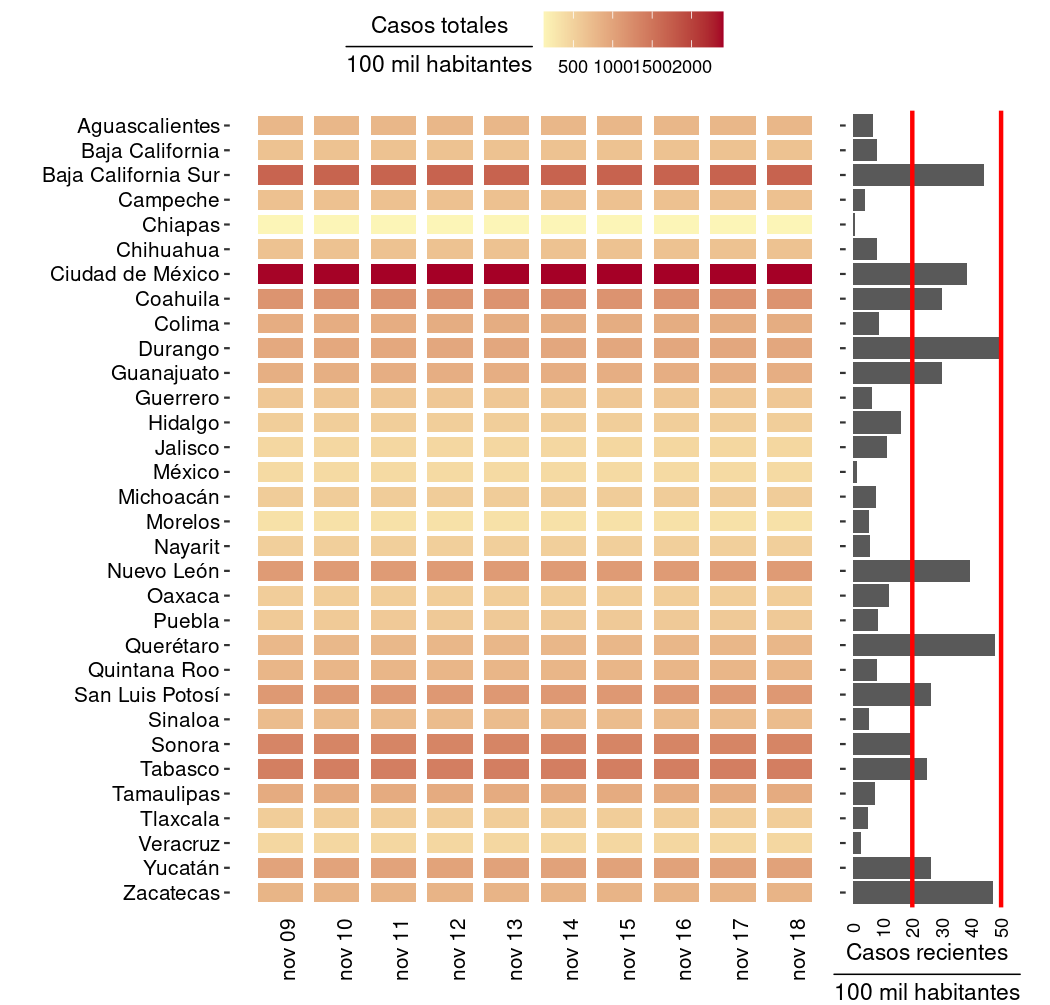 Casos totales
100 mil habitantes
500 1000 1500 2000
Aguascalientes
Baja California
Baja California Sur
Campeche
Chiapas
Chihuahua
Ciudad de México
Coahuila
Colima
Durango
Guanajuato
Guerrero
Hidalgo
Jalisco
México
Michoacán
Morelos
Nayarit
Nuevo León
Oaxaca
Puebla
Querétaro
Quintana Roo
San Luis Potosí
Sinaloa
Sonora
Tabasco
Tamaulipas
Tlaxcala
Veracruz
Yucatán
Zacatecas
nov 09 nov 10 nov 11 nov 12 nov 13 nov 14 nov 15 nov 16 nov 17 nov 18
0 10 20 30 40 50
Casos recientes
100 mil habitantes